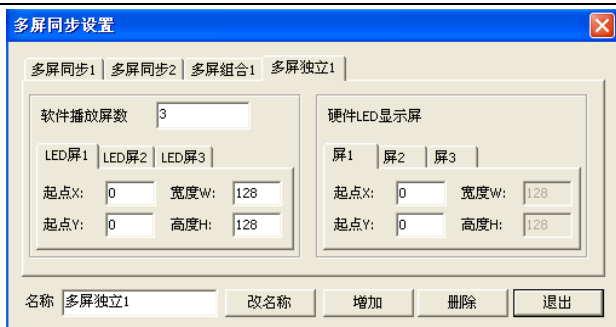 多屏同步设置
多屏同步1 多屏同步2 多屏组合1 多屏独立1
软件播放屏数 3
LED屏1 LED屏2 LED屏3
起点X: 0 宽度W: 128
起点Y: 0 高度H: 128
硬件LED显示屏
屏1 屏2 屏3
起点X: 0 宽度W: 128
起点Y: 0 高度H: 128
名称 多屏独立1 改名称 增加 删除 退出